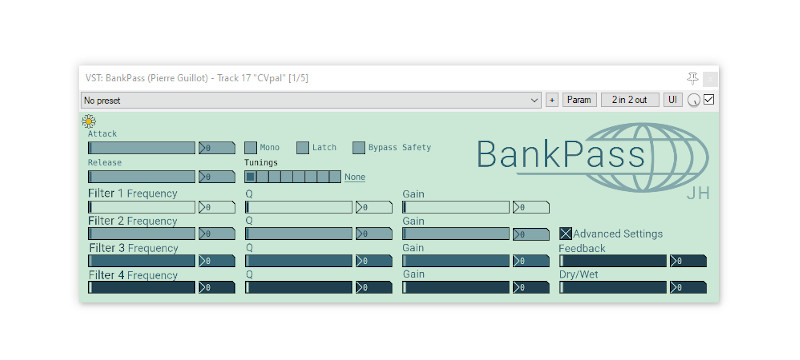 VST: BankPass (Pierre Guillot) - Track 17 "CVpal" [1/5]
No preset
+ Param 2 in 2 out UI
Attack
0
Mono Latch Bypass Safety
Release
Tunings
0
None
BankPass
JH
Filter 1 Frequency Q Gain
0 0 0
Filter 2 Frequency Q Gain
0 0 0
Advanced Settings
Filter 3 Frequency Q Gain Feedback
0 0 0 0
Filter 4 Frequency Q Gain Dry/Wet
0 0 0 0